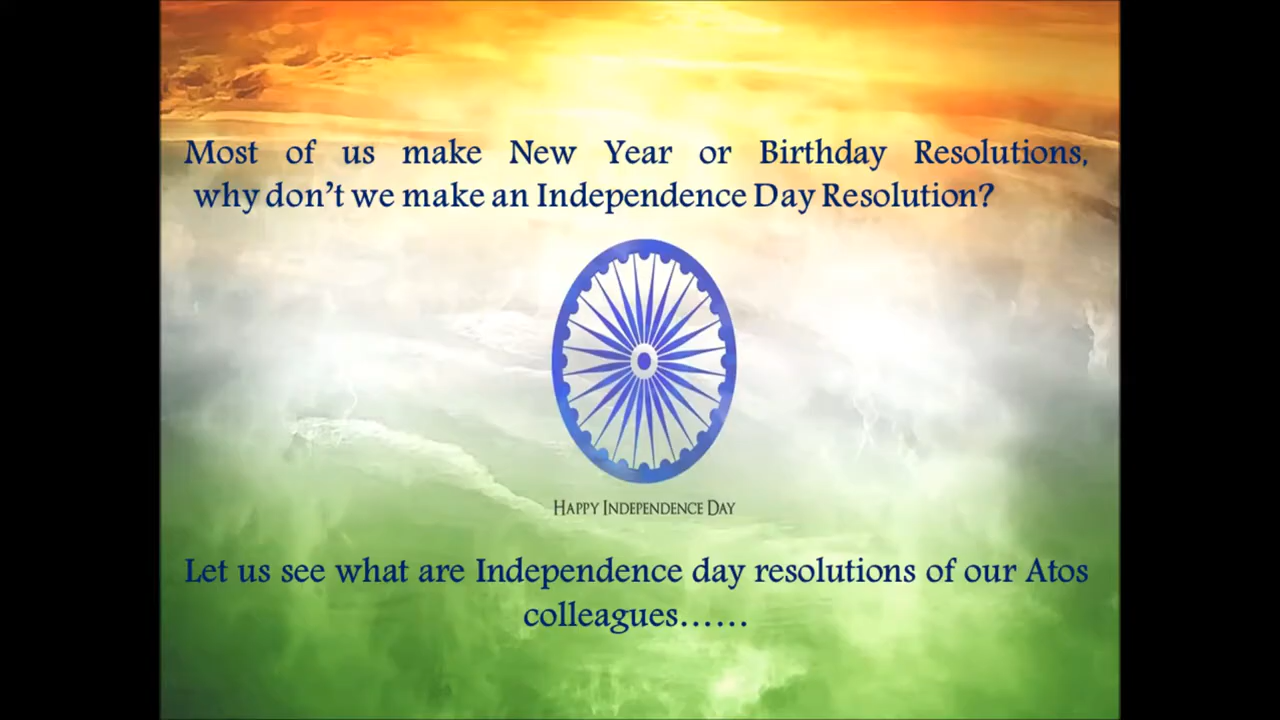 Most of us make New Year or Birthday Resolutions,
why don’t we make an Independence Day Resolution?
HAPPY INDEPENDENCE DAY
Let us see what are Independence day resolutions of our Atos
colleagues……